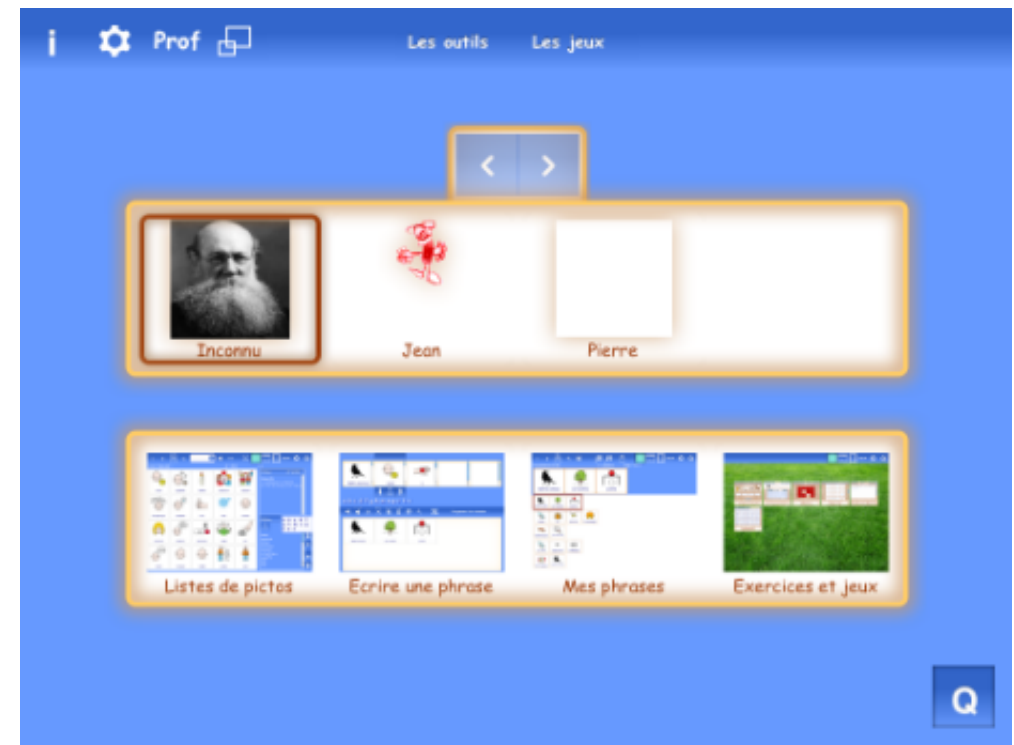 i Prof Les outils Les jeux
< >
Inconnu Jean Pierre
Listes de pictos Ecrire une phrase Mes phrases Exercices et jeux
Q